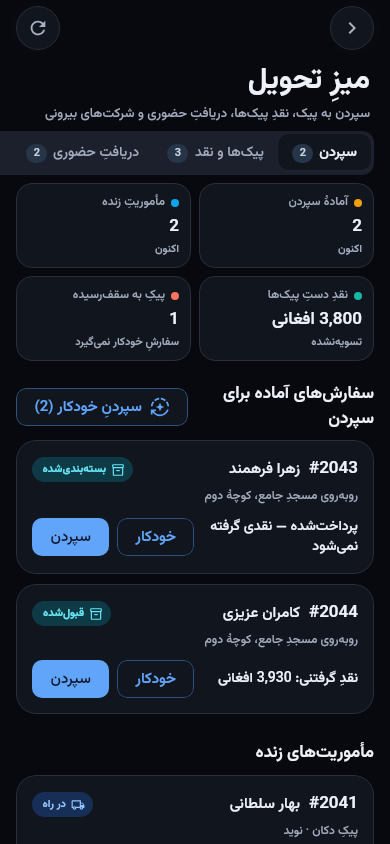 میزِ تحویل
سپردن به پیک، نقدِ پیک‌ها، دریافتِ حضوری و شرکت‌های بیرونی
سپردن 2
پیک‌ها و نقد 3
دریافتِ حضوری 2
آمادهٔ سپردن
2
اکنون
مأموریتِ زنده
2
اکنون
نقدِ دستِ پیک‌ها
3,800 افغانی
تسویه‌نشده
پیکِ به سقف‌رسیده
1
سفارشِ خودکار نمی‌گیرد
سفارش‌های آماده برای
سپردن
سپردنِ خودکار (2)
#2043 زهرا فرهمند
بسته‌بندی‌شده
روبه‌روی مسجدِ جامع، کوچهٔ دوم
پرداخت‌شده — نقدی گرفته
نمی‌شود
خودکار
سپردن
#2044 کامران عزیزی
قبول‌شده
روبه‌روی مسجدِ جامع، کوچهٔ دوم
نقدِ گرفتنی: 3,930 افغانی
خودکار
سپردن
مأموریت‌های زنده
#2041 بهار سلطانی
در راه
پیکِ دکان · نوید